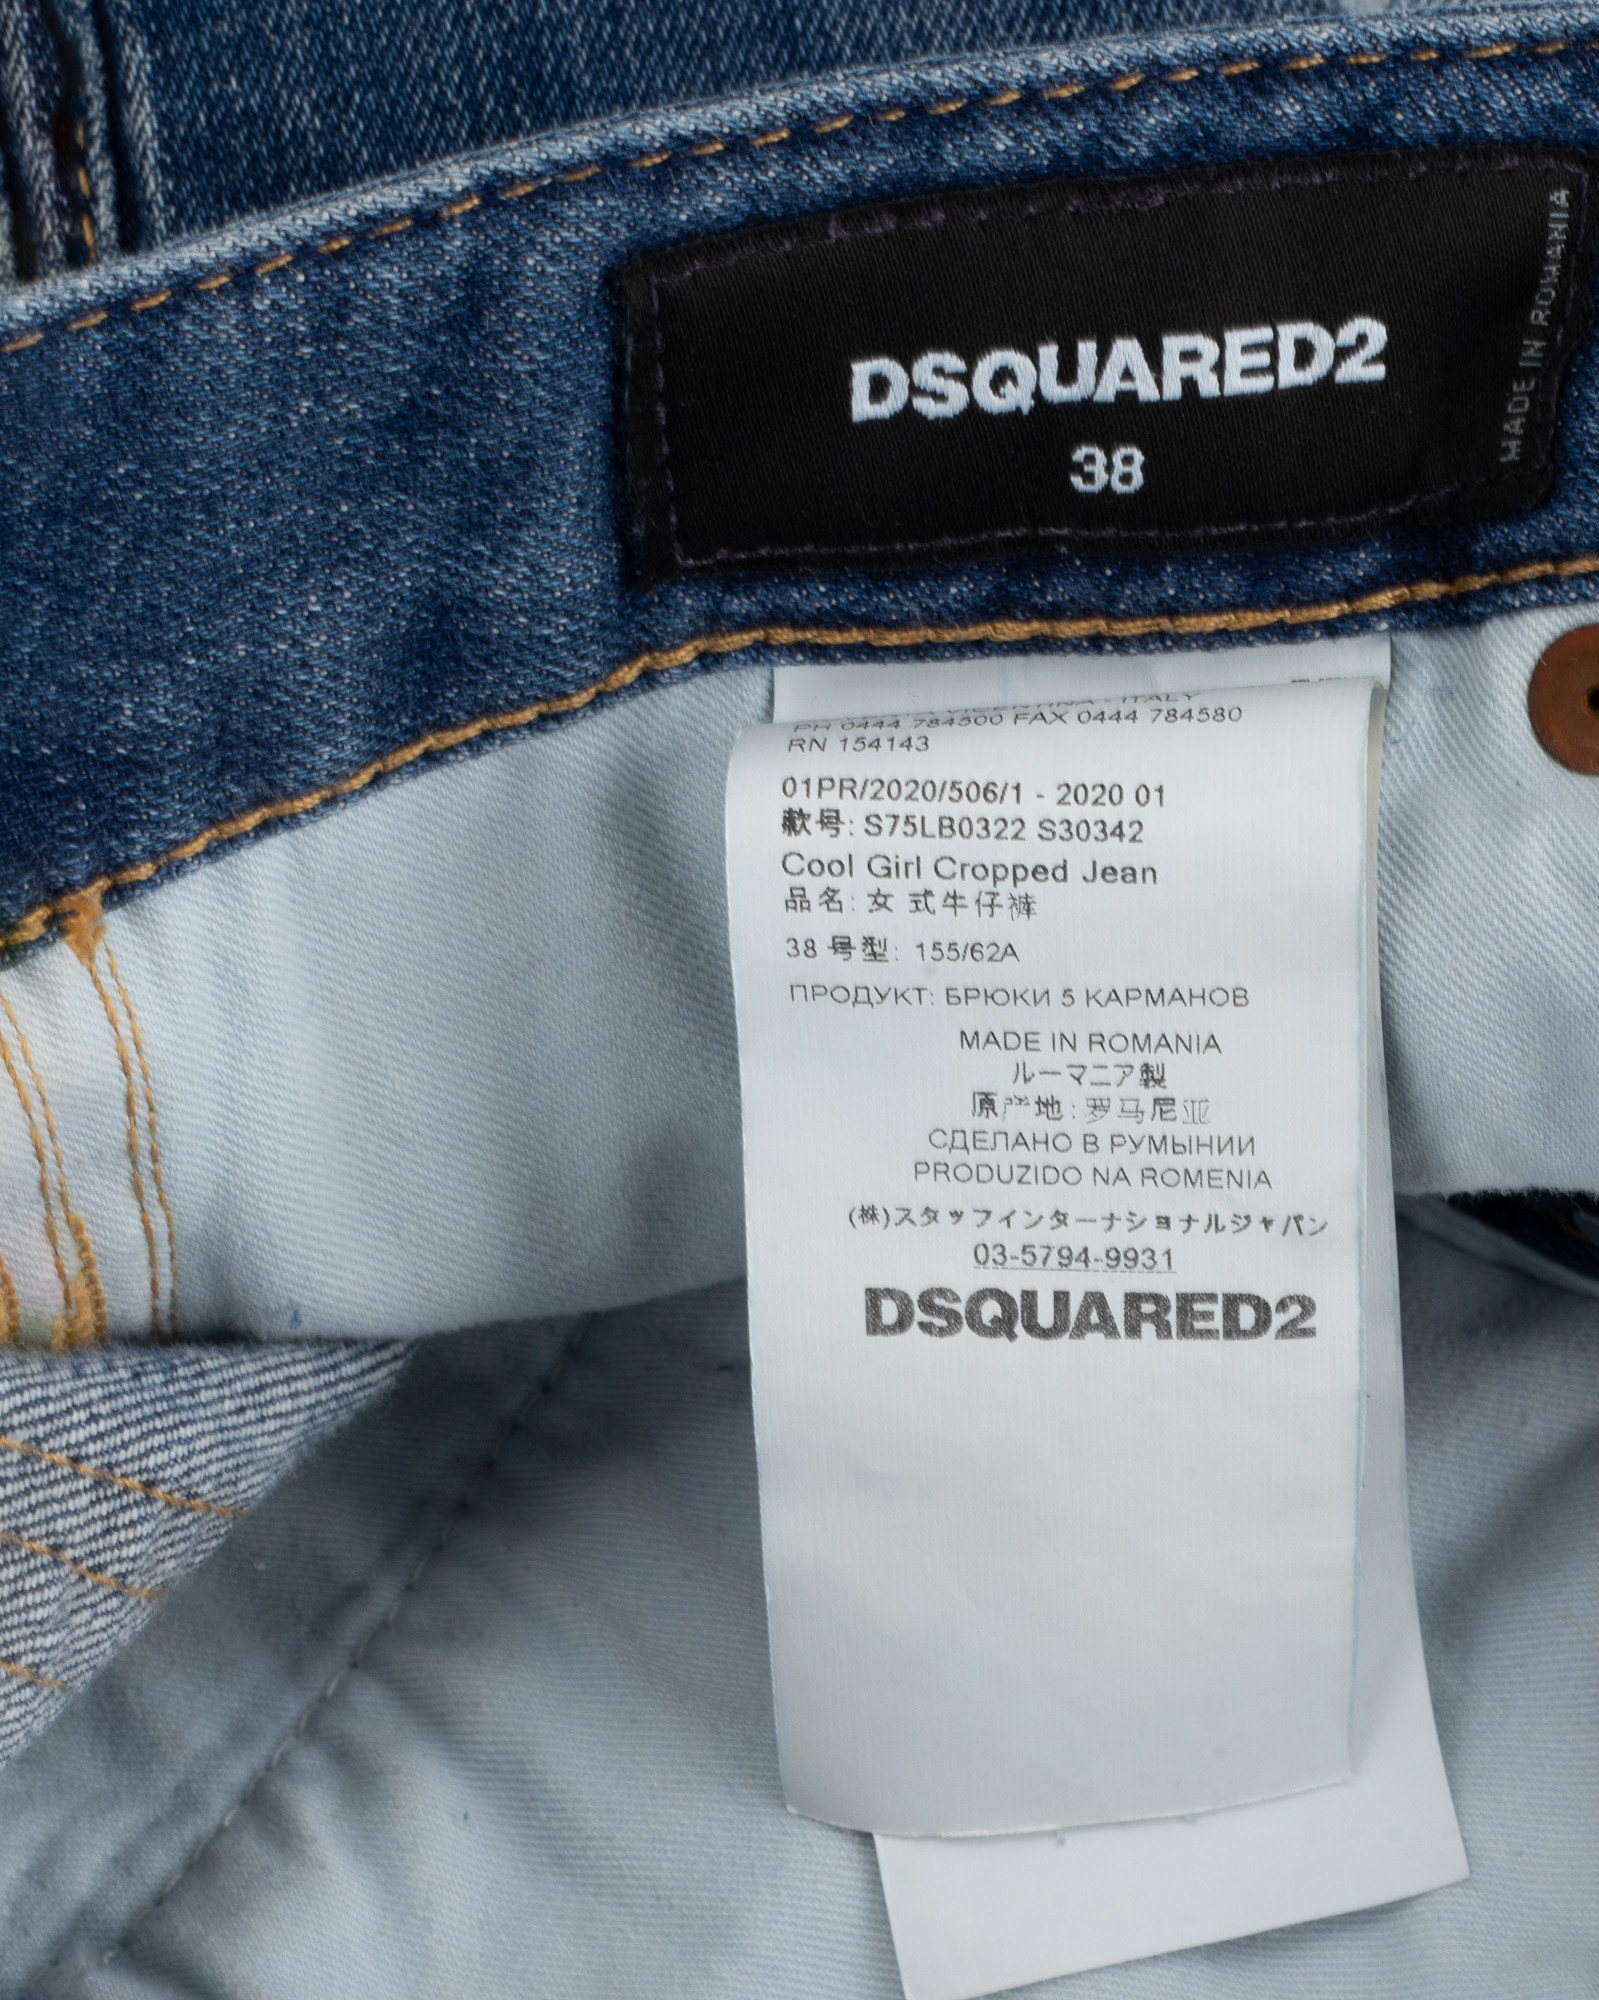 DSQUARED2
38
MADE IN ROMANIA
VICENTINA - ITALY
PH 0444 784500 FAX 0444 784580
RN 154143
01PR/2020/506/1 - 2020 01
款号: S75LB0322 S30342
Cool Girl Cropped Jean
品名: 女 式牛仔裤
38 号型: 155/62A
ПРОДУКТ: БРЮКИ 5 КАРМАНОВ
MADE IN ROMANIA
ルーマニア製
原产地: 罗马尼亚
СДЕЛАНО В РУМЫНИИ
PRODUZIDO NA ROMENIA
(株)スタッフインターナショナルジャパン
03-5794-9931
DSQUARED2